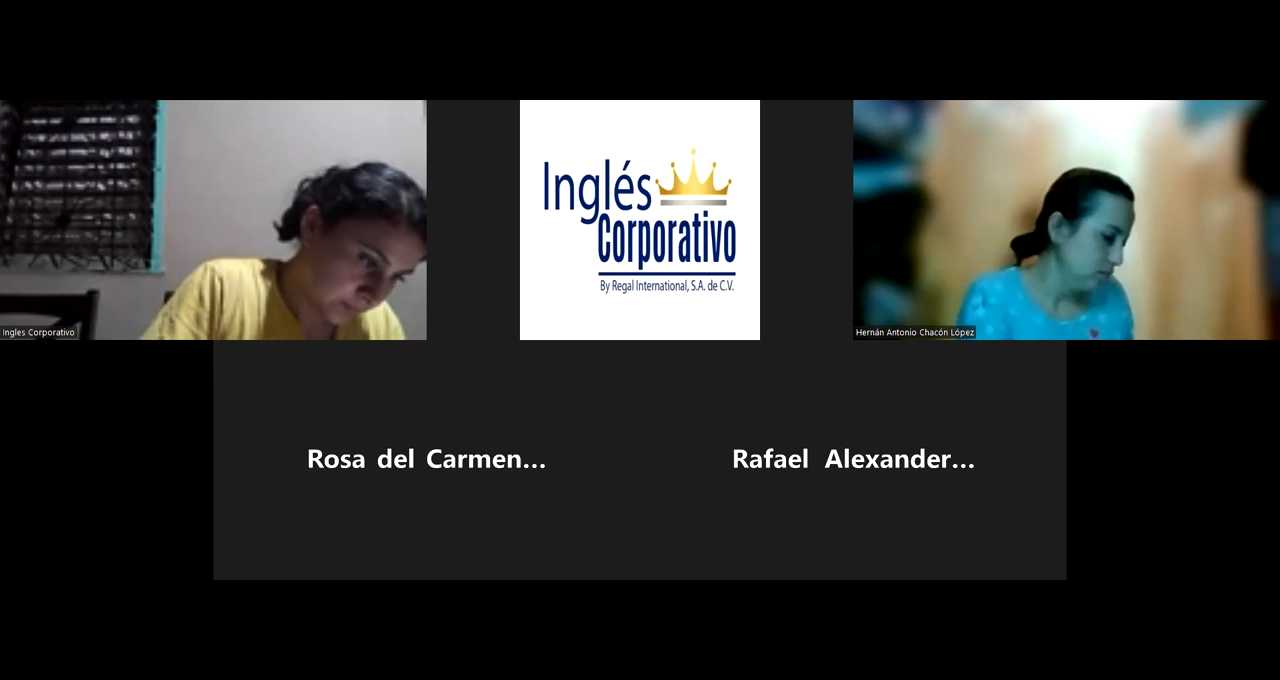 Inglés
Corporativo
By Regal International, S.A. de C.V.
Ingles Corporativo
Hernán Antonio Chacón López
Rosa del Carmen...
Rafael Alexander...